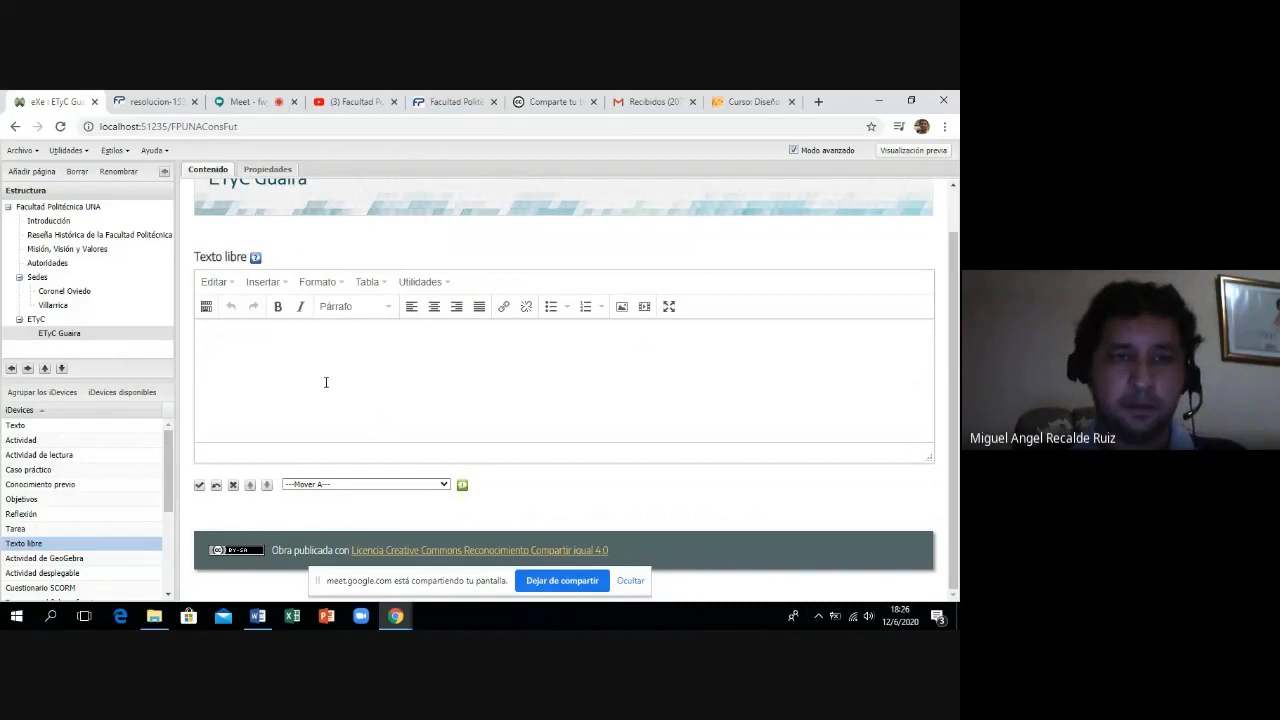 eXe : ETyC Gu
resolucion-15
Meet - fw
(3) Facultad P
Facultad Polité
Comparte tu t
Recibidos (20
Curso: Diseño
localhost:51235/FPUNAConsFut
Archivo Utilidades Estilos Ayuda
Modo avanzado
Visualización previa
Añadir página Borrar Renombrar
Contenido Propiedades
Estructura
ETyC Guaira
Facultad Politécnica UNA
Introducción
Reseña Histórica de la Facultad Politécnica
Misión, Visión y Valores
Autoridades
Sedes
Coronel Oviedo
Villarrica
ETyC
ETyC Guaira
Texto libre
Editar Insertar Formato Tabla Utilidades
B I Párrafo
Agrupar los iDevices iDevices disponibles
iDevices
Texto
Actividad
Actividad de lectura
Caso práctico
Conocimiento previo
Objetivos
Reflexión
Tarea
Texto libre
Actividad de GeoGebra
Actividad desplegable
Cuestionario SCORM
---Mover A---
BY-SA Obra publicada con Licencia Creative Commons Reconocimiento Compartir igual 4.0
meet.google.com está compartiendo tu pantalla. Dejar de compartir Ocultar
18:26
12/6/2020
3
Miguel Angel Recalde Ruiz